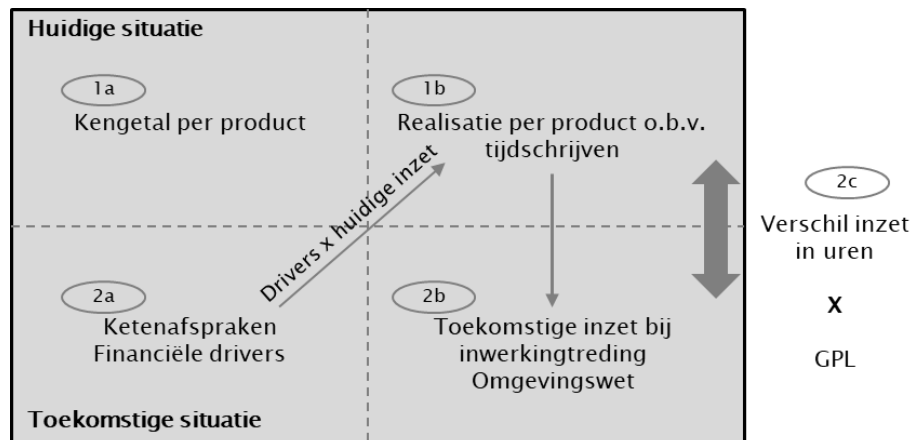 Huidige situatie
1a
Kengetal per product
1b
Realisatie per product o.b.v.
tijdschrijven
Drivers x huidige inzet
2a
Ketenafspraken
Financiële drivers
2b
Toekomstige inzet bij
inwerkingtreding
Omgevingswet
Toekomstige situatie
2c
Verschil inzet
in uren
X
GPL